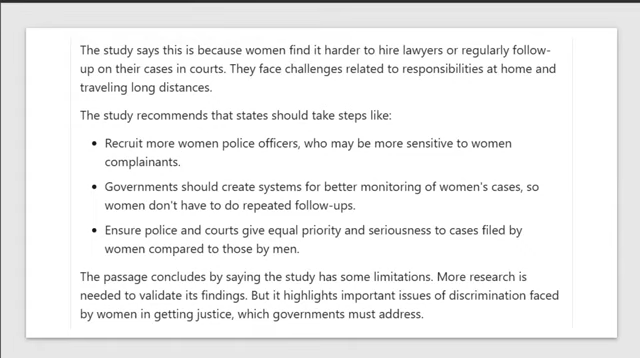 The study says this is because women find it harder to hire lawyers or regularly follow-
up on their cases in courts. They face challenges related to responsibilities at home and
traveling long distances.
The study recommends that states should take steps like:
• Recruit more women police officers, who may be more sensitive to women
complainants.
• Governments should create systems for better monitoring of women's cases, so
women don't have to do repeated follow-ups.
• Ensure police and courts give equal priority and seriousness to cases filed by
women compared to those by men.
The passage concludes by saying the study has some limitations. More research is
needed to validate its findings. But it highlights important issues of discrimination faced
by women in getting justice, which governments must address.